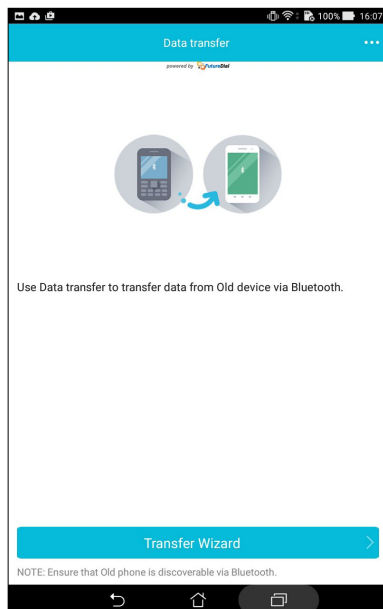 100% 16:07
Data transfer
powered by FutureDial
Use Data transfer to transfer data from Old device via Bluetooth.
Transfer Wizard
NOTE: Ensure that Old phone is discoverable via Bluetooth.